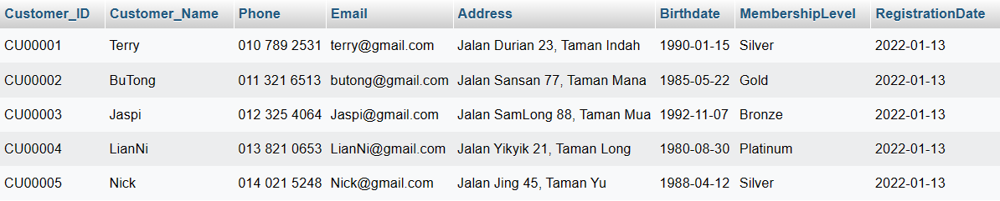 Customer_ID Customer_Name Phone Email Address Birthdate MembershipLevel RegistrationDate
CU00001 Terry 010 789 2531 terry@gmail.com Jalan Durian 23, Taman Indah 1990-01-15 Silver 2022-01-13
CU00002 BuTong 011 321 6513 butong@gmail.com Jalan Sansan 77, Taman Mana 1985-05-22 Gold 2022-01-13
CU00003 Jaspi 012 325 4064 Jaspi@gmail.com Jalan SamLong 88, Taman Mua 1992-11-07 Bronze 2022-01-13
CU00004 LianNi 013 821 0653 LianNi@gmail.com Jalan Yikyik 21, Taman Long 1980-08-30 Platinum 2022-01-13
CU00005 Nick 014 021 5248 Nick@gmail.com Jalan Jing 45, Taman Yu 1988-04-12 Silver 2022-01-13